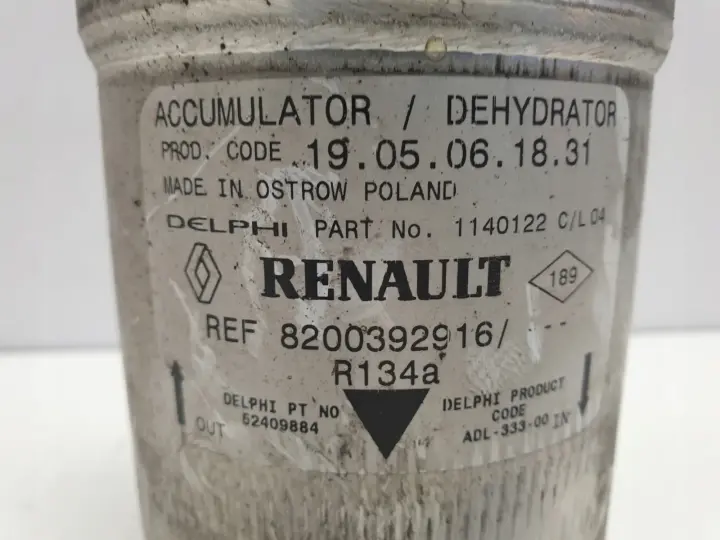 ACCUMULATOR / DEHYDRATOR
PROD. CODE 19.05.06.18.31
MADE IN OSTROW POLAND
DELPHI PART No. 1140122 C/L 04
RENAULT 189
REF 8200392916/ ---
R134a
DELPHI PT NO
52409884
DELPHI PRODUCT
CODE
ADL-333-00
OUT
IN